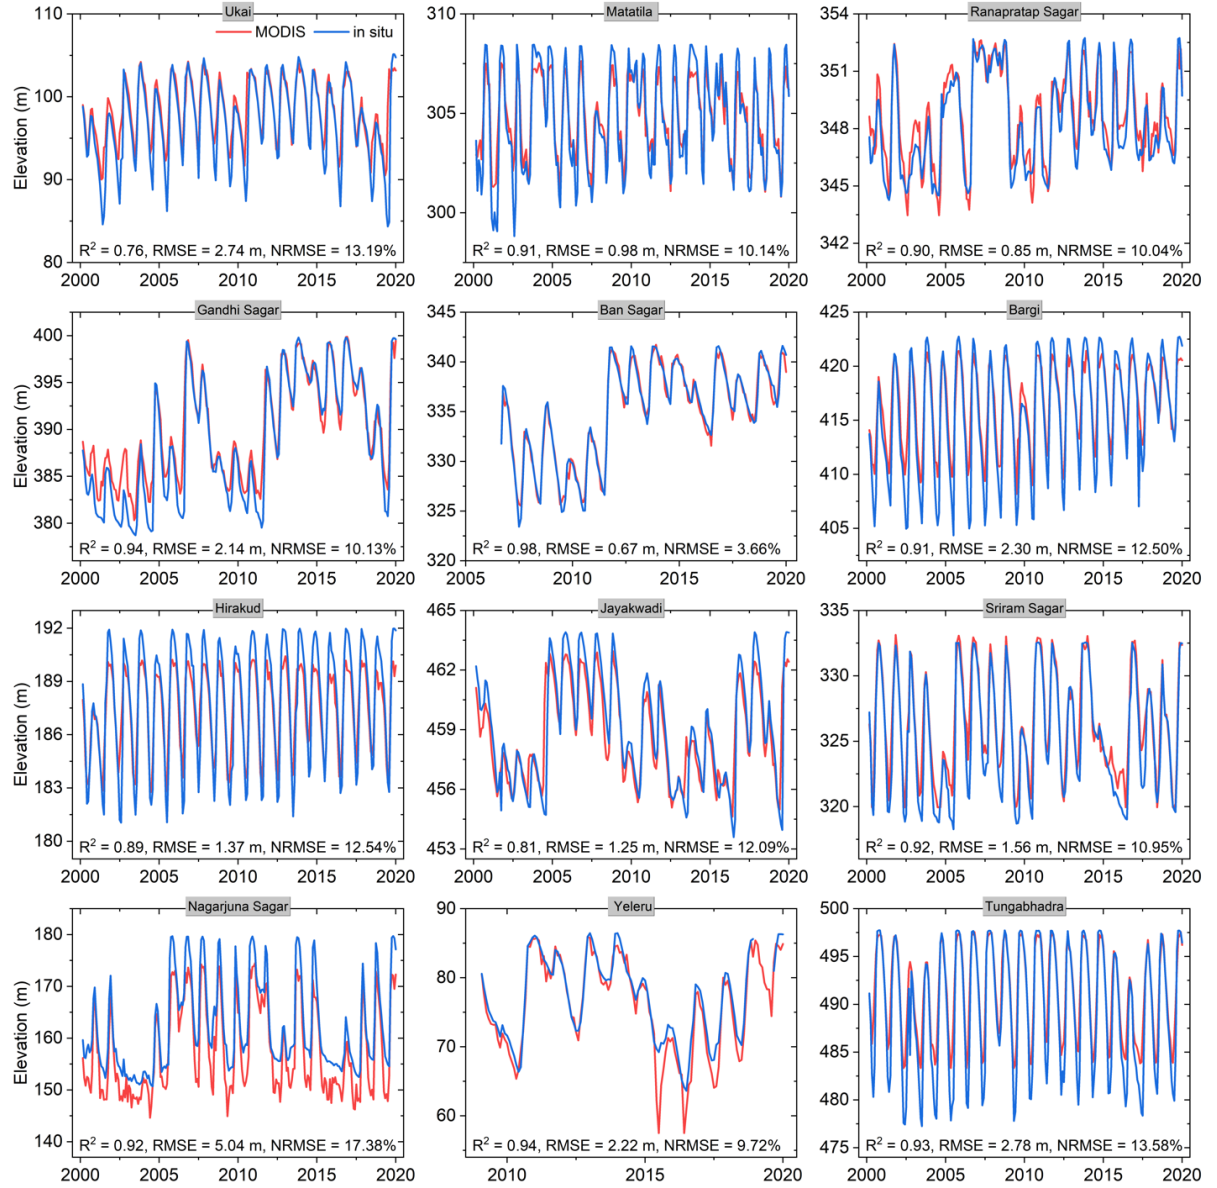 Ukai
MODIS in situ
Elevation (m)
110
100
90
80
R² = 0.76, RMSE = 2.74 m, NRMSE = 13.19%
2000 2005 2010 2015 2020
Matatila
310
305
300
R² = 0.91, RMSE = 0.98 m, NRMSE = 10.14%
2000 2005 2010 2015 2020
Ranapratap Sagar
354
351
348
345
342
R² = 0.90, RMSE = 0.85 m, NRMSE = 10.04%
2000 2005 2010 2015 2020
Gandhi Sagar
Elevation (m)
400
395
390
385
380
R² = 0.94, RMSE = 2.14 m, NRMSE = 10.13%
2000 2005 2010 2015 2020
Ban Sagar
345
340
335
330
325
320
R² = 0.98, RMSE = 0.67 m, NRMSE = 3.66%
2005 2010 2015 2020
Bargi
425
420
415
410
405
R² = 0.91, RMSE = 2.30 m, NRMSE = 12.50%
2000 2005 2010 2015 2020
Hirakud
Elevation (m)
192
189
186
183
180
R² = 0.89, RMSE = 1.37 m, NRMSE = 12.54%
2000 2005 2010 2015 2020
Jayakwadi
465
462
459
456
453
R² = 0.81, RMSE = 1.25 m, NRMSE = 12.09%
2000 2005 2010 2015 2020
Sriram Sagar
335
330
325
320
R² = 0.92, RMSE = 1.56 m, NRMSE = 10.95%
2000 2005 2010 2015 2020
Nagarjuna Sagar
Elevation (m)
180
170
160
150
140
R² = 0.92, RMSE = 5.04 m, NRMSE = 17.38%
2000 2005 2010 2015 2020
Yeleru
90
80
70
60
R² = 0.94, RMSE = 2.22 m, NRMSE = 9.72%
2010 2015 2020
Tungabhadra
500
495
490
485
480
475
R² = 0.93, RMSE = 2.78 m, NRMSE = 13.58%
2000 2005 2010 2015 2020